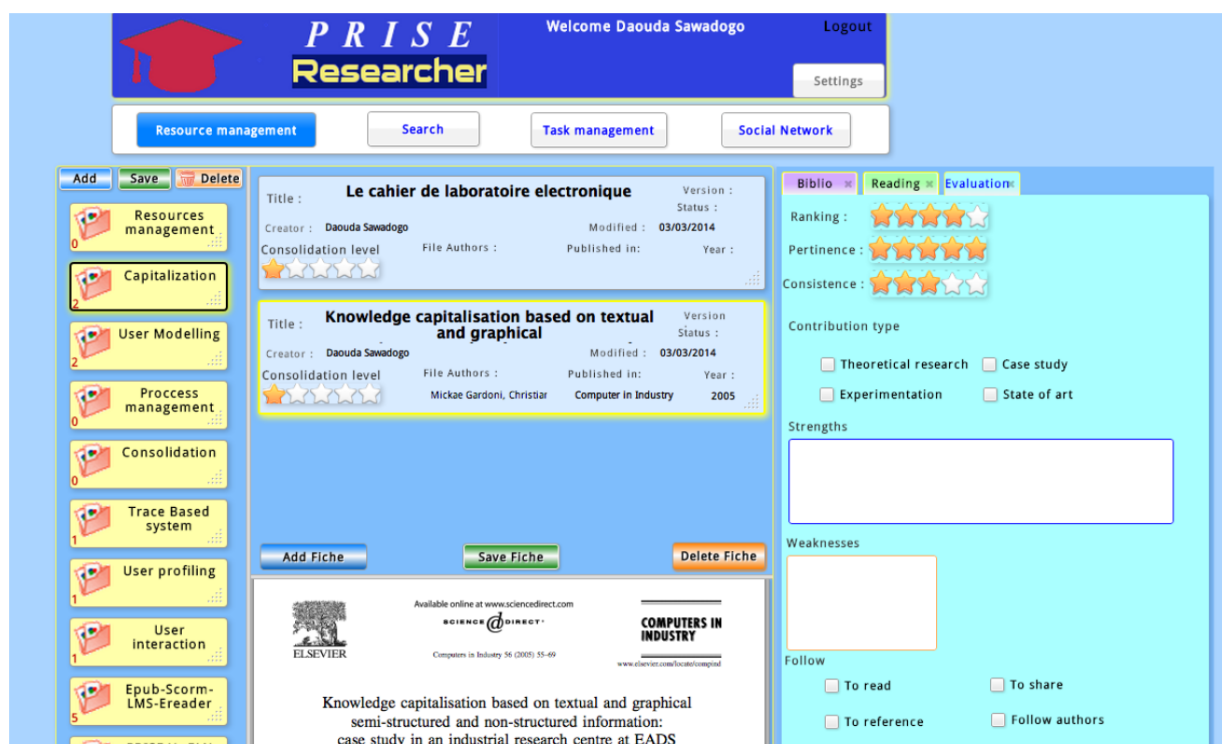 P R I S E
Researcher
Welcome Daouda Sawadogo
Logout
Settings
Resource management
Search
Task management
Social Network
Add
Save
Delete
Resources
management
0
Capitalization
2
User Modelling
2
Proccess
management
0
Consolidation
0
Trace Based
system
1
User profiling
1
User
interaction
1
Epub-Scorm-
LMS-Ereader
5
Title : Le cahier de laboratoire electronique
Version :
Status :
Creator : Daouda Sawadogo
Modified : 03/03/2014
Consolidation level
File Authors :
Published in:
Year :
Title : Knowledge capitalisation based on textual
and graphical
Version
Status :
Creator : Daouda Sawadogo
Modified : 03/03/2014
Consolidation level
File Authors :
Published in:
Year :
Mickae Gardoni, Christiar
Computer in Industry
2005
Add Fiche
Save Fiche
Delete Fiche
ELSEVIER
Available online at www.sciencedirect.com
SCIENCE DIRECT·
Computers in Industry 56 (2005) 55–69
COMPUTERS IN
INDUSTRY
www.elsevier.com/locate/compind
Knowledge capitalisation based on textual and graphical
semi-structured and non-structured information:
case study in an industrial research centre at EADS
Biblio
Reading
Evaluation
Ranking :
Pertinence :
Consistence :
Contribution type
Theoretical research
Case study
Experimentation
State of art
Strengths
Weaknesses
Follow
To read
To share
To reference
Follow authors